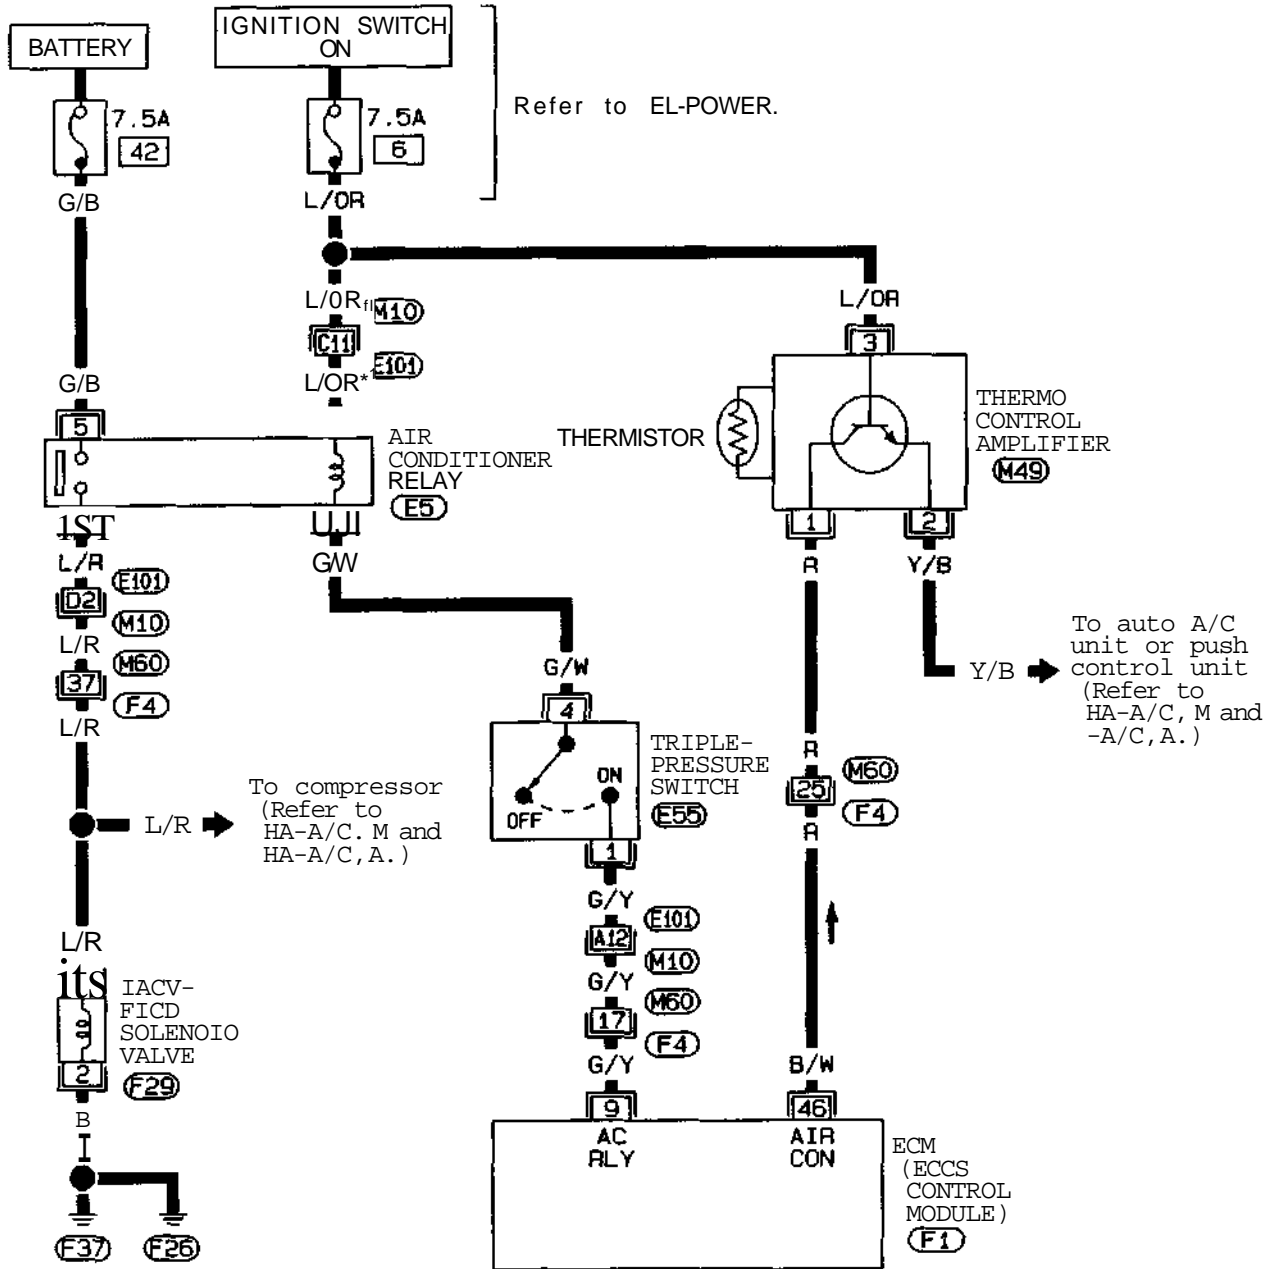 BATTERY
IGNITION SWITCH
ON
7.5A
42
7.5A
6
Refer to EL-POWER.
G/B
L/OR
L/OR
M10
L/OR
C11
E101
G/B
L/OR*
5
3
AIR
CONDITIONER
RELAY
E5
THERMISTOR
THERMO
CONTROL
AMPLIFIER
M49
1ST
1
2
L/R
G/W
R
Y/B
E101
D2
M10
L/R
M60
37
F4
L/R
G/W
4
Y/B
To auto A/C
unit or push
control unit
(Refer to
HA-A/C, M and
-A/C,A.)
TRIPLE-
PRESSURE
SWITCH
E55
ON
OFF
1
R
M60
25
F4
R
L/R
To compressor
(Refer to
HA-A/C. M and
HA-A/C,A.)
G/Y
E101
A12
M10
G/Y
M60
17
F4
G/Y
L/R
its
IACV-
FICD
SOLENOIO
VALVE
2
F29
B
B/W
9
46
AC
RLY
AIR
CON
ECM
(ECCS
CONTROL
MODULE)
F1
F37
F26